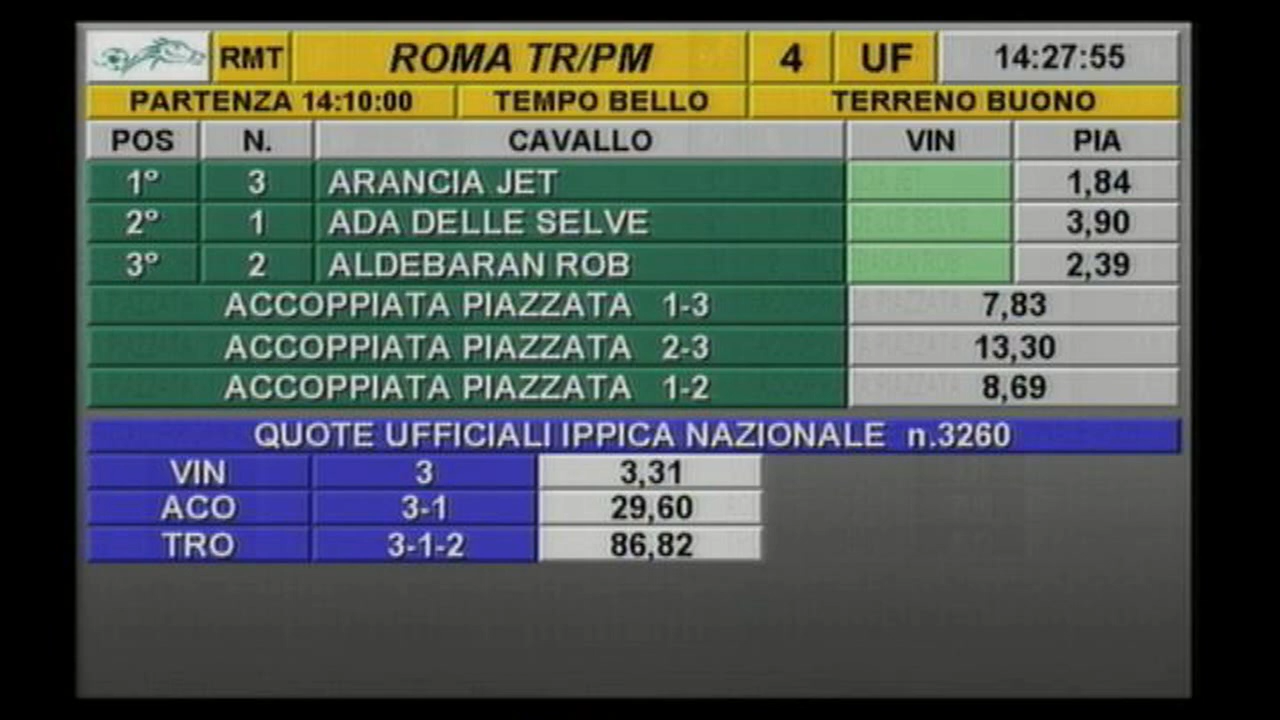 RMT ROMA TR/PM 4 UF 14:27:55
PARTENZA 14:10:00 TEMPO BELLO TERRENO BUONO
POS N. CAVALLO VIN PIA
1° 3 ARANCIA JET 1,84
2° 1 ADA DELLE SELVE 3,90
3° 2 ALDEBARAN ROB 2,39
ACCOPPIATA PIAZZATA 1-3 7,83
ACCOPPIATA PIAZZATA 2-3 13,30
ACCOPPIATA PIAZZATA 1-2 8,69
QUOTE UFFICIALI IPPICA NAZIONALE n.3260
VIN 3 3,31
ACO 3-1 29,60
TRO 3-1-2 86,82